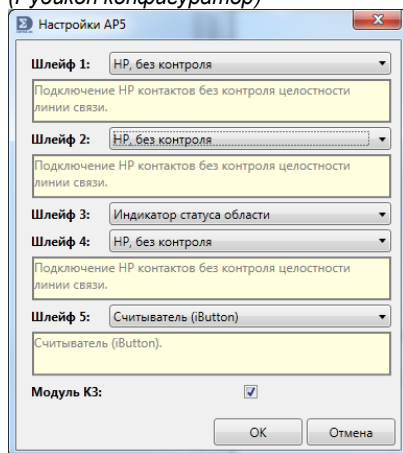 (Рубикон конфигуратор)
Настройки АР5
Шлейф 1: НР, без контроля
Подключение НР контактов без контроля целостности
линии связи.
Шлейф 2: НР, без контроля
Подключение НР контактов без контроля целостности
линии связи.
Шлейф 3: Индикатор статуса области
Шлейф 4: НР, без контроля
Подключение НР контактов без контроля целостности
линии связи.
Шлейф 5: Считыватель (iButton)
Считыватель (iButton).
Модуль КЗ:
ОК Отмена